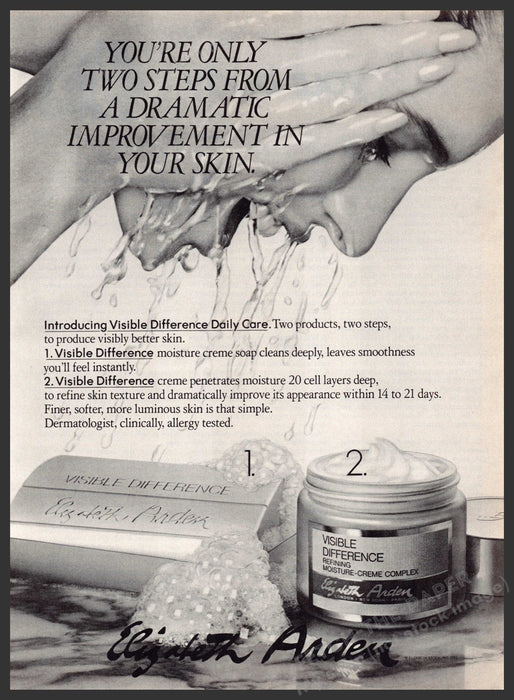 YOU'RE ONLY
TWO STEPS FROM
A DRAMATIC
IMPROVEMENT IN
YOUR SKIN.
Introducing Visible Difference Daily Care. Two products, two steps,
to produce visibly better skin.
1. Visible Difference moisture creme soap cleans deeply, leaves smoothness
you'll feel instantly.
2. Visible Difference creme penetrates moisture 20 cell layers deep,
to refine skin texture and dramatically improve its appearance within 14 to 21 days.
Finer, softer, more luminous skin is that simple.
Dermatologist, clinically, allergy tested.
1.
2.
VISIBLE DIFFERENCE
Elizabeth Arden
VISIBLE
DIFFERENCE
REFINING
MOISTURE-CREME COMPLEX
Elizabeth Arden
LONDON • NEW YORK • PARIS
Elizabeth Arden